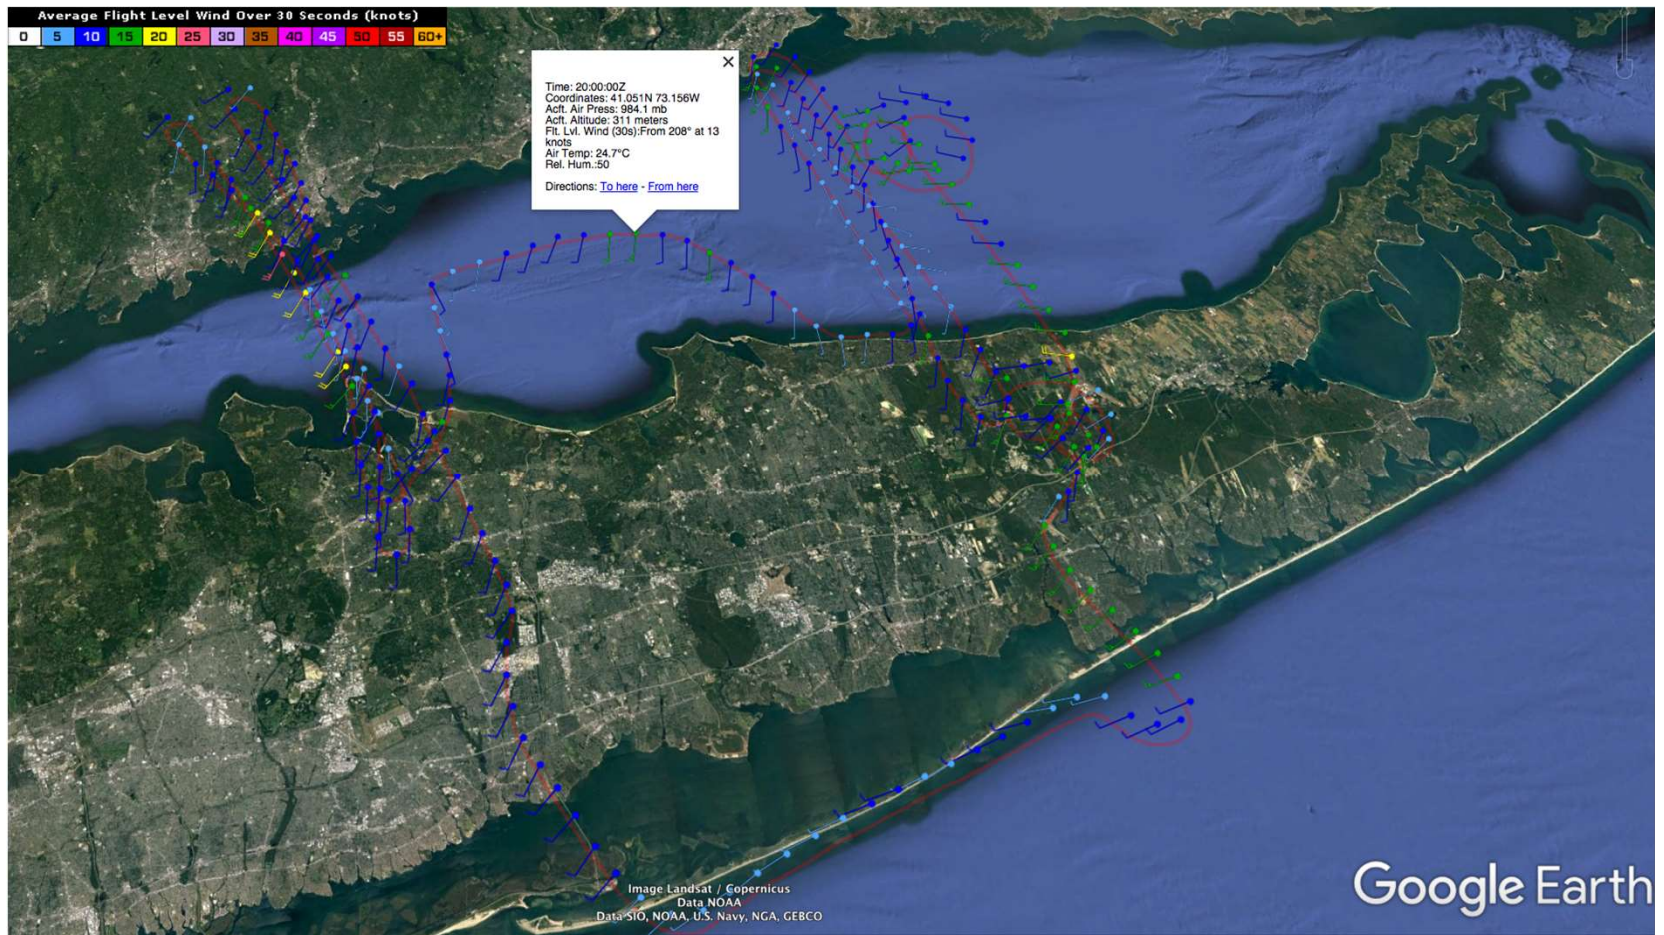 Average Flight Level Wind Over 30 Seconds (knots)
0 5 10 15 20 25 30 35 40 45 50 55 60+
Time: 20:00:00Z
Coordinates: 41.051N 73.156W
Acft. Air Press: 984.1 mb
Acft. Altitude: 311 meters
Flt. Lvl. Wind (30s):From 208° at 13
knots
Air Temp: 24.7°C
Rel. Hum.:50
Directions: To here - From here
Image Landsat / Copernicus
Data NOAA
Data SIO, NOAA, U.S. Navy, NGA, GEBCO
Google Earth